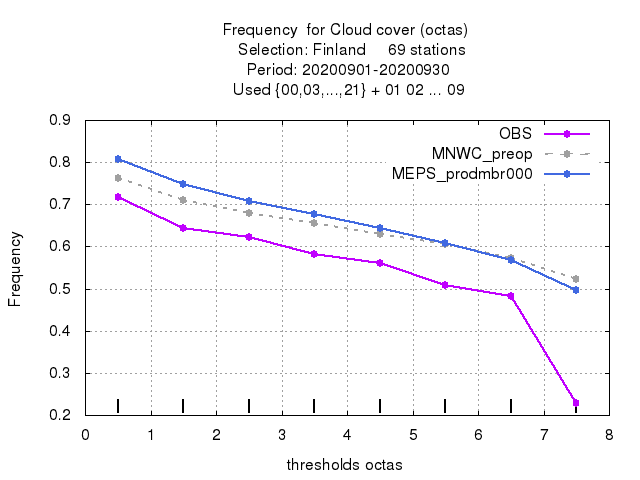 Frequency  for Cloud cover (octas)
Selection: Finland     69 stations
Period: 20200901-20200930
Used {00,03,...,21} + 01 02 ... 09
OBS
MNWC_preop
MEPS_prodmbr000
Frequency
0.9
0.8
0.7
0.6
0.5
0.4
0.3
0.2
0 1 2 3 4 5 6 7 8
thresholds octas